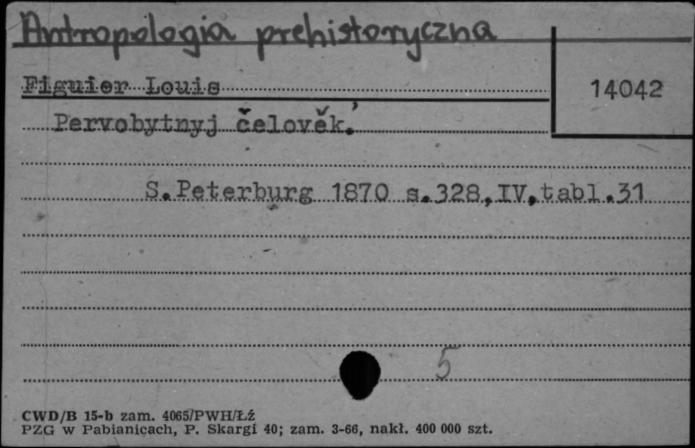 Antropologia prehistoryczna
Figuier Louis
14042
Pervobytnyj čelověk.'
S.Peterburg 1870 s.328,IV,tabl.31
5
CWD/B 15-b zam. 4065/PWH/Łź
PZG w Pabianicach, P. Skargi 40; zam. 3-66, nakł. 400 000 szt.